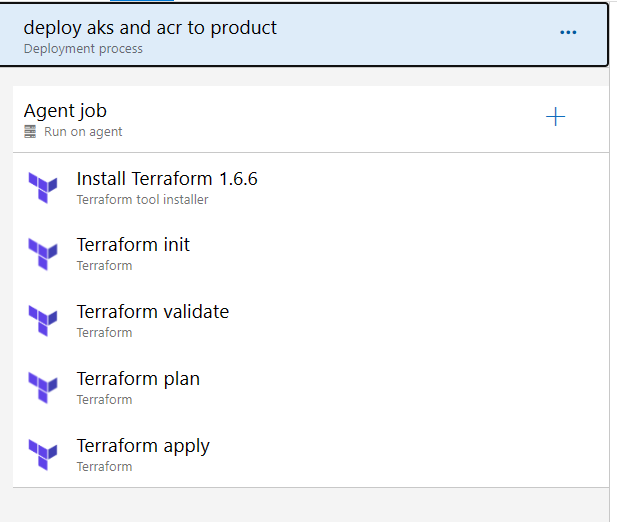 deploy aks and acr to product
Deployment process
Agent job
Run on agent
Install Terraform 1.6.6
Terraform tool installer
Terraform init
Terraform
Terraform validate
Terraform
Terraform plan
Terraform
Terraform apply
Terraform